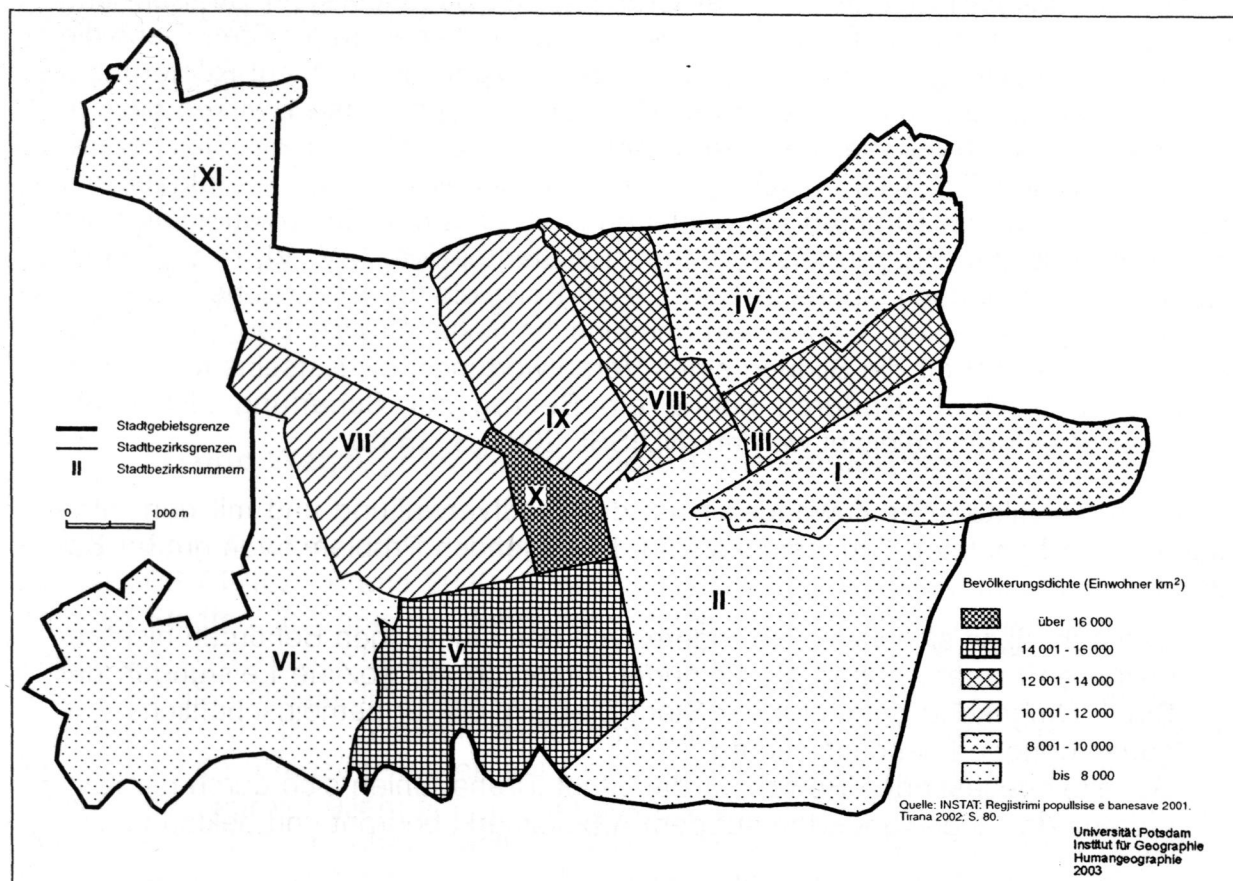 XI
IV
IX
VIII
VII
III
I
X
II
VI
V
Stadtgebietsgrenze
Stadtbezirksgrenzen
II Stadtbezirksnummern
0 1000 m
Bevölkerungsdichte (Einwohner km²)
über 16 000
14 001 - 16 000
12 001 - 14 000
10 001 - 12 000
8 001 - 10 000
bis 8 000
Quelle: INSTAT: Regjistrimi popullsise e banesave 2001.
Tirana 2002, S. 80.
Universität Potsdam
Institut für Geographie
Humangeographie
2003